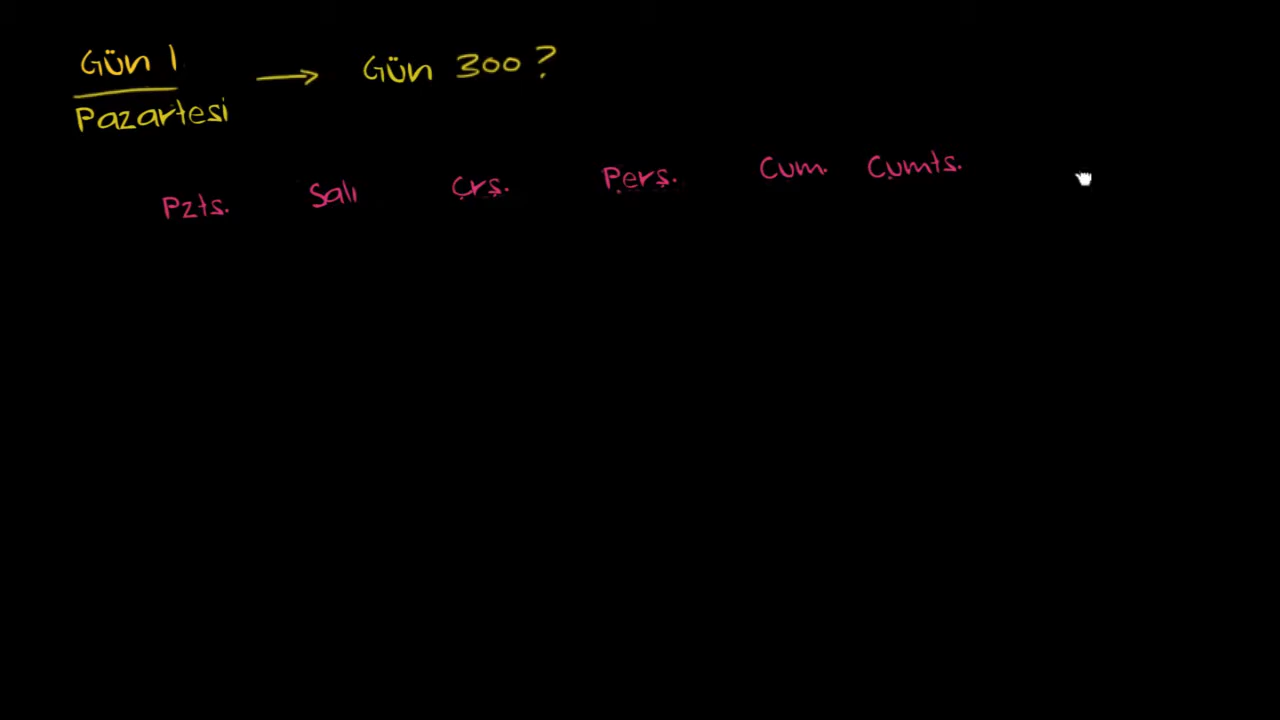 Gün 1 → Gün 300?
Pazartesi
Pzts. Salı Çrş. Perş. Cum. Cumts.